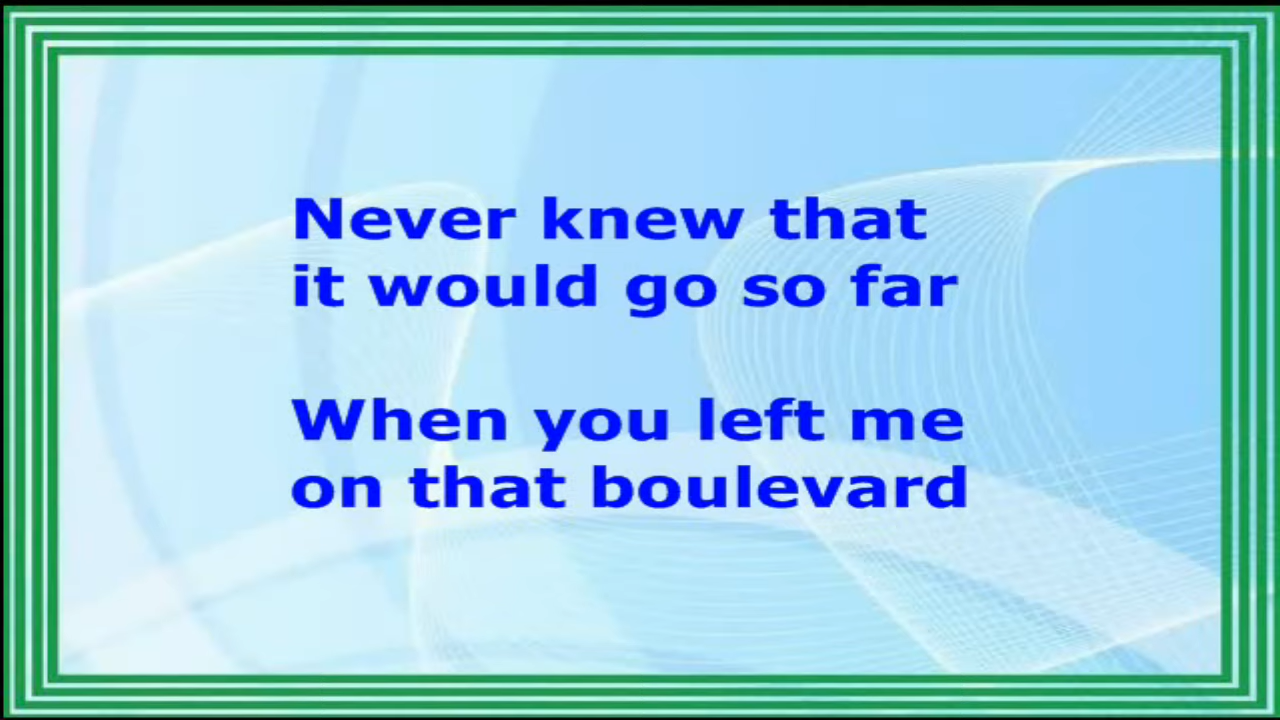 Never knew that
it would go so far
When you left me
on that boulevard